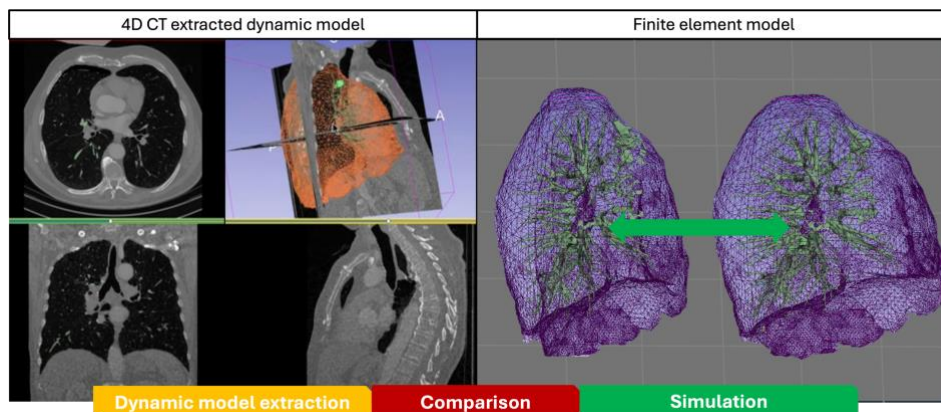 4D CT extracted dynamic model
Finite element model
A
Dynamic model extraction
Comparison
Simulation